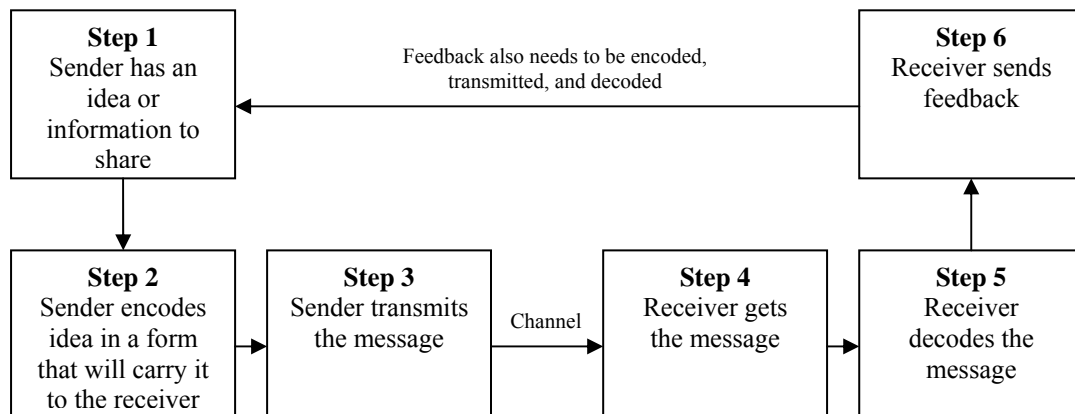 Step 1
Sender has an
idea or
information to
share
Feedback also needs to be encoded,
transmitted, and decoded
Step 6
Receiver sends
feedback
Step 2
Sender encodes
idea in a form
that will carry it
to the receiver
Step 3
Sender transmits
the message
Channel
Step 4
Receiver gets
the message
Step 5
Receiver
decodes the
message